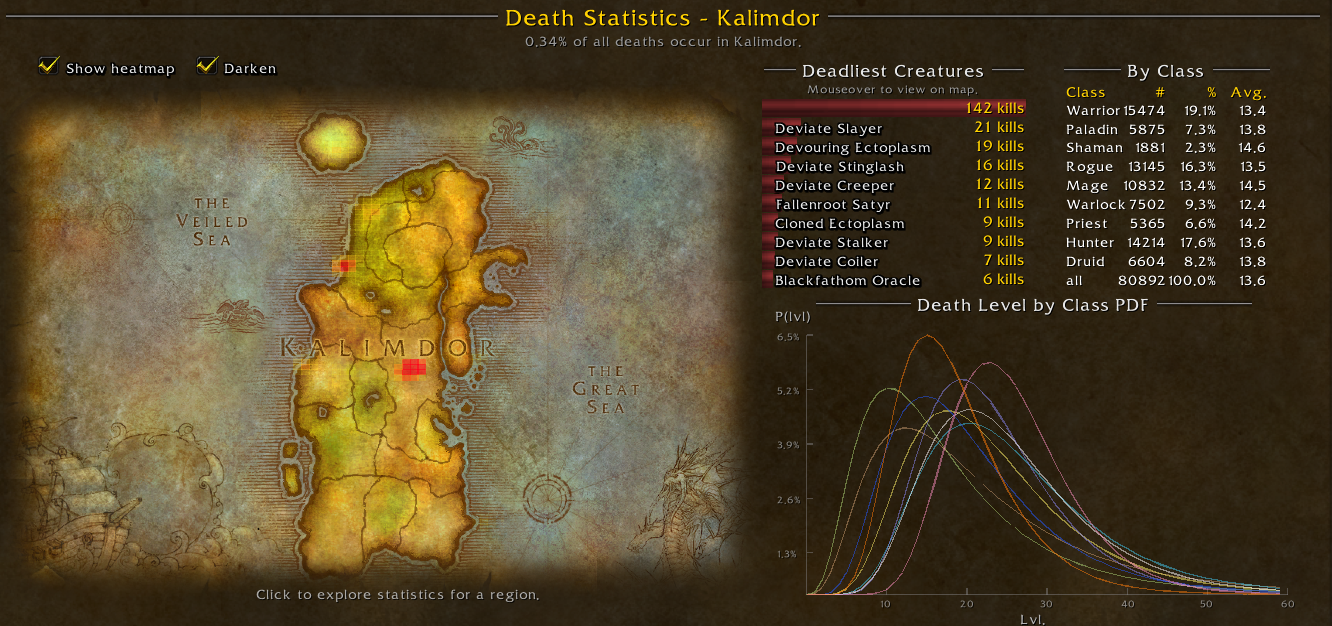 Death Statistics - Kalimdor
0.34% of all deaths occur in Kalimdor.
Show heatmap
Darken
THE
VEILED
SEA
KALIMDOR
THE
GREAT
SEA
Click to explore statistics for a region.
Deadliest Creatures
Mouseover to view on map.
142 kills
Deviate Slayer 21 kills
Devouring Ectoplasm 19 kills
Deviate Stinglash 16 kills
Deviate Creeper 12 kills
Fallenroot Satyr 11 kills
Cloned Ectoplasm 9 kills
Deviate Stalker 9 kills
Deviate Coiler 7 kills
Blackfathom Oracle 6 kills
By Class
Class # % Avg.
Warrior 15474 19.1% 13.4
Paladin 5875 7.3% 13.8
Shaman 1881 2.3% 14.6
Rogue 13145 16.3% 13.5
Mage 10832 13.4% 14.5
Warlock 7502 9.3% 12.4
Priest 5365 6.6% 14.2
Hunter 14214 17.6% 13.6
Druid 6604 8.2% 13.8
all 80892 100.0% 13.6
Death Level by Class PDF
P(lvl)
6.5%
5.2%
3.9%
2.6%
1.3%
10 20 30 40 50 60
Lvl.